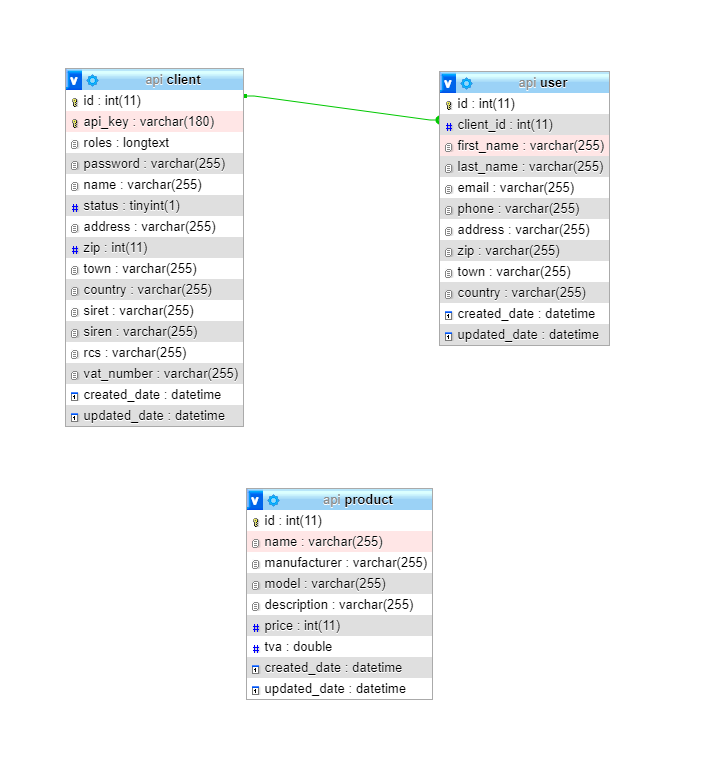 v api client
id : int(11)
api_key : varchar(180)
roles : longtext
password : varchar(255)
name : varchar(255)
# status : tinyint(1)
address : varchar(255)
# zip : int(11)
town : varchar(255)
country : varchar(255)
siret : varchar(255)
siren : varchar(255)
rcs : varchar(255)
vat_number : varchar(255)
created_date : datetime
updated_date : datetime
v api user
id : int(11)
# client_id : int(11)
first_name : varchar(255)
last_name : varchar(255)
email : varchar(255)
phone : varchar(255)
address : varchar(255)
zip : varchar(255)
town : varchar(255)
country : varchar(255)
created_date : datetime
updated_date : datetime
v api product
id : int(11)
name : varchar(255)
manufacturer : varchar(255)
model : varchar(255)
description : varchar(255)
# price : int(11)
# tva : double
created_date : datetime
updated_date : datetime